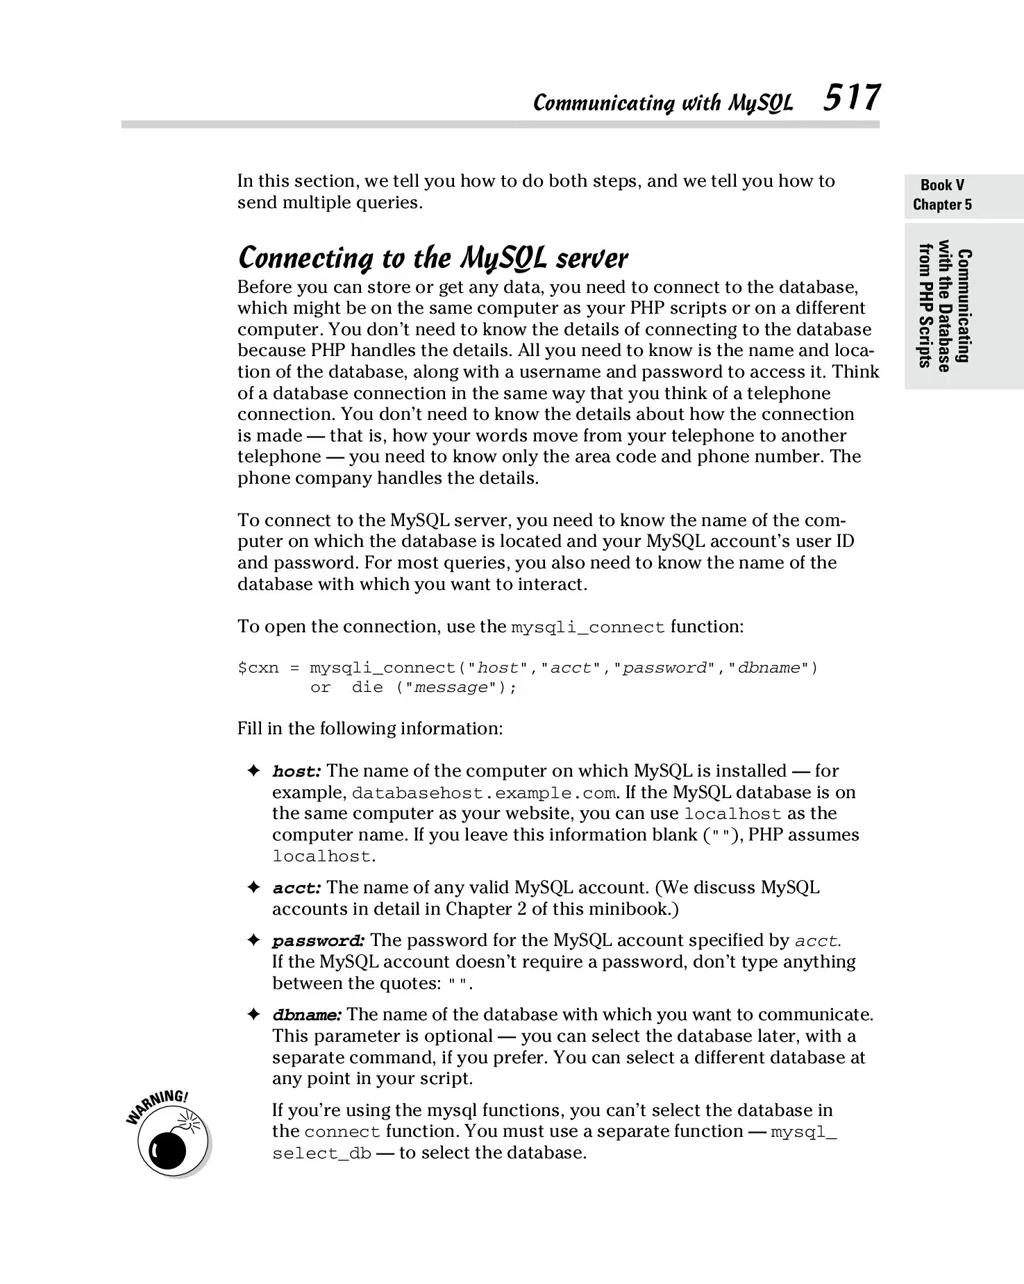 Communicating with MySQL 517
In this section, we tell you how to do both steps, and we tell you how to
send multiple queries.
Book V
Chapter 5
Communicating
with the Database
from PHP Scripts
Connecting to the MySQL server
Before you can store or get any data, you need to connect to the database,
which might be on the same computer as your PHP scripts or on a different
computer. You don’t need to know the details of connecting to the database
because PHP handles the details. All you need to know is the name and loca-
tion of the database, along with a username and password to access it. Think
of a database connection in the same way that you think of a telephone
connection. You don’t need to know the details about how the connection
is made — that is, how your words move from your telephone to another
telephone — you need to know only the area code and phone number. The
phone company handles the details.
To connect to the MySQL server, you need to know the name of the com-
puter on which the database is located and your MySQL account’s user ID
and password. For most queries, you also need to know the name of the
database with which you want to interact.
To open the connection, use the mysqli_connect function:
$cxn = mysqli_connect("host","acct","password","dbname")
or die ("message");
Fill in the following information:
✦ host: The name of the computer on which MySQL is installed — for
example, databasehost.example.com. If the MySQL database is on
the same computer as your website, you can use localhost as the
computer name. If you leave this information blank (""), PHP assumes
localhost.
✦ acct: The name of any valid MySQL account. (We discuss MySQL
accounts in detail in Chapter 2 of this minibook.)
✦ password: The password for the MySQL account specified by acct.
If the MySQL account doesn’t require a password, don’t type anything
between the quotes: "".
✦ dbname: The name of the database with which you want to communicate.
This parameter is optional — you can select the database later, with a
separate command, if you prefer. You can select a different database at
any point in your script.
WARNING!
If you’re using the mysql functions, you can’t select the database in
the connect function. You must use a separate function — mysql_
select_db — to select the database.